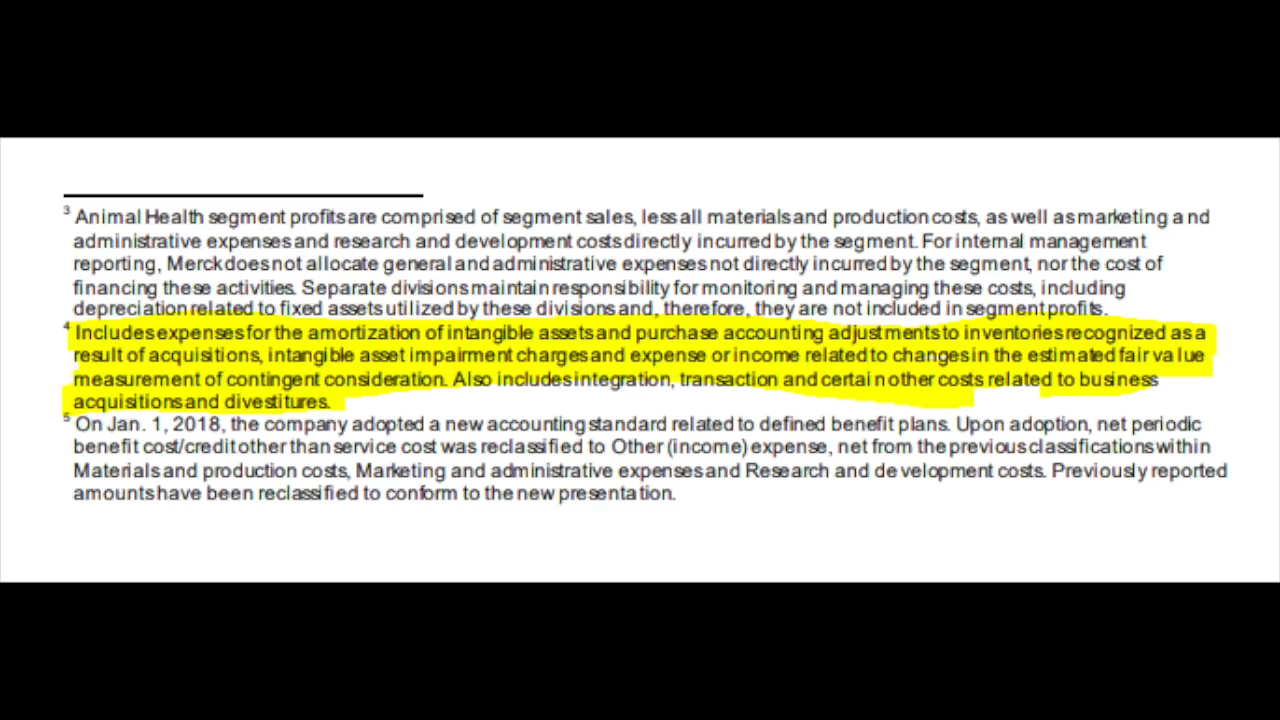 3 Animal Health segment profits are comprised of segment sales, less all materials and production costs, as well as marketing and
administrative expenses and research and development costs directly incurred by the segment. For internal management
reporting, Merck does not allocate general and administrative expenses not directly incurred by the segment, nor the cost of
financing these activities. Separate divisions maintain responsibility for monitoring and managing these costs, including
depreciation related to fixed assets utilized by these divisions and, therefore, they are not included in segment profits.
4 Includes expenses for the amortization of intangible assets and purchase accounting adjustments to inventories recognized as a
result of acquisitions, intangible asset impairment charges and expense or income related to changes in the estimated fair value
measurement of contingent consideration. Also includes integration, transaction and certain other costs related to business
acquisitions and divestitures.
5 On Jan. 1, 2018, the company adopted a new accounting standard related to defined benefit plans. Upon adoption, net periodic
benefit cost/credit other than service cost was reclassified to Other (income) expense, net from the previous classifications within
Materials and production costs, Marketing and administrative expenses and Research and development costs. Previously reported
amounts have been reclassified to conform to the new presentation.